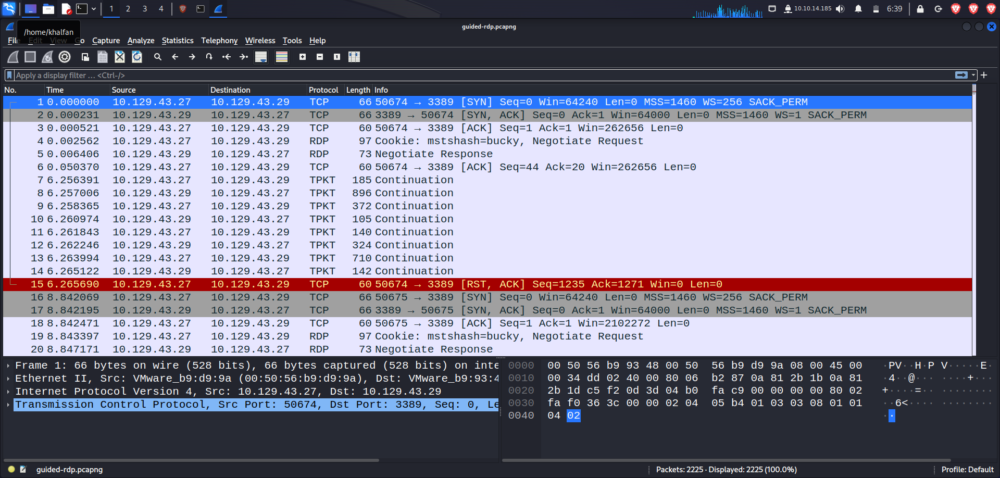 1 2 3 4 10.10.14.185 6:39
guided-rdp.pcapng
/home/khalfan
File Edit View Go Capture Analyze Statistics Telephony Wireless Tools Help
Apply a display filter … <Ctrl-/>
No. Time Source Destination Protocol Length Info
1 0.000000 10.129.43.27 10.129.43.29 TCP 66 50674 → 3389 [SYN] Seq=0 Win=64240 Len=0 MSS=1460 WS=256 SACK_PERM
2 0.000231 10.129.43.29 10.129.43.27 TCP 66 3389 → 50674 [SYN, ACK] Seq=0 Ack=1 Win=64000 Len=0 MSS=1460 WS=1 SACK_PERM
3 0.000521 10.129.43.27 10.129.43.29 TCP 60 50674 → 3389 [ACK] Seq=1 Ack=1 Win=262656 Len=0
4 0.002562 10.129.43.27 10.129.43.29 RDP 97 Cookie: mstshash=bucky, Negotiate Request
5 0.006406 10.129.43.29 10.129.43.27 RDP 73 Negotiate Response
6 0.050370 10.129.43.27 10.129.43.29 TCP 60 50674 → 3389 [ACK] Seq=44 Ack=20 Win=262656 Len=0
7 6.256391 10.129.43.27 10.129.43.29 TPKT 185 Continuation
8 6.257006 10.129.43.29 10.129.43.27 TPKT 896 Continuation
9 6.258365 10.129.43.27 10.129.43.29 TPKT 372 Continuation
10 6.260974 10.129.43.29 10.129.43.27 TPKT 105 Continuation
11 6.261843 10.129.43.27 10.129.43.29 TPKT 140 Continuation
12 6.262246 10.129.43.29 10.129.43.27 TPKT 324 Continuation
13 6.263994 10.129.43.27 10.129.43.29 TPKT 710 Continuation
14 6.265122 10.129.43.29 10.129.43.27 TPKT 142 Continuation
15 6.265690 10.129.43.27 10.129.43.29 TCP 60 50674 → 3389 [RST, ACK] Seq=1235 Ack=1271 Win=0 Len=0
16 8.842069 10.129.43.27 10.129.43.29 TCP 66 50675 → 3389 [SYN] Seq=0 Win=64240 Len=0 MSS=1460 WS=256 SACK_PERM
17 8.842195 10.129.43.29 10.129.43.27 TCP 66 3389 → 50675 [SYN, ACK] Seq=0 Ack=1 Win=64000 Len=0 MSS=1460 WS=1 SACK_PERM
18 8.842471 10.129.43.27 10.129.43.29 TCP 60 50675 → 3389 [ACK] Seq=1 Ack=1 Win=2102272 Len=0
19 8.843397 10.129.43.27 10.129.43.29 RDP 97 Cookie: mstshash=bucky, Negotiate Request
20 8.847171 10.129.43.29 10.129.43.27 RDP 73 Negotiate Response
Frame 1: 66 bytes on wire (528 bits), 66 bytes captured (528 bits) on inte
Ethernet II, Src: VMware_b9:d9:9a (00:50:56:b9:d9:9a), Dst: VMware_b9:93:4
Internet Protocol Version 4, Src: 10.129.43.27, Dst: 10.129.43.29
Transmission Control Protocol, Src Port: 50674, Dst Port: 3389, Seq: 0, Le
0000 00 50 56 b9 93 48 00 50 56 b9 d9 9a 08 00 45 00 ·PV··H·P V·····E·
0010 00 34 dd 02 40 00 80 06 b2 87 0a 81 2b 1b 0a 81 ·4··@··· ····+···
0020 2b 1d c5 f2 0d 3d 04 b0 fa c9 00 00 00 00 80 02 +····=·· ········
0030 fa f0 36 3c 00 00 02 04 05 b4 01 03 03 08 01 01 ··6<···· ········
0040 04 02 ··
guided-rdp.pcapng Packets: 2225 · Displayed: 2225 (100.0%) Profile: Default